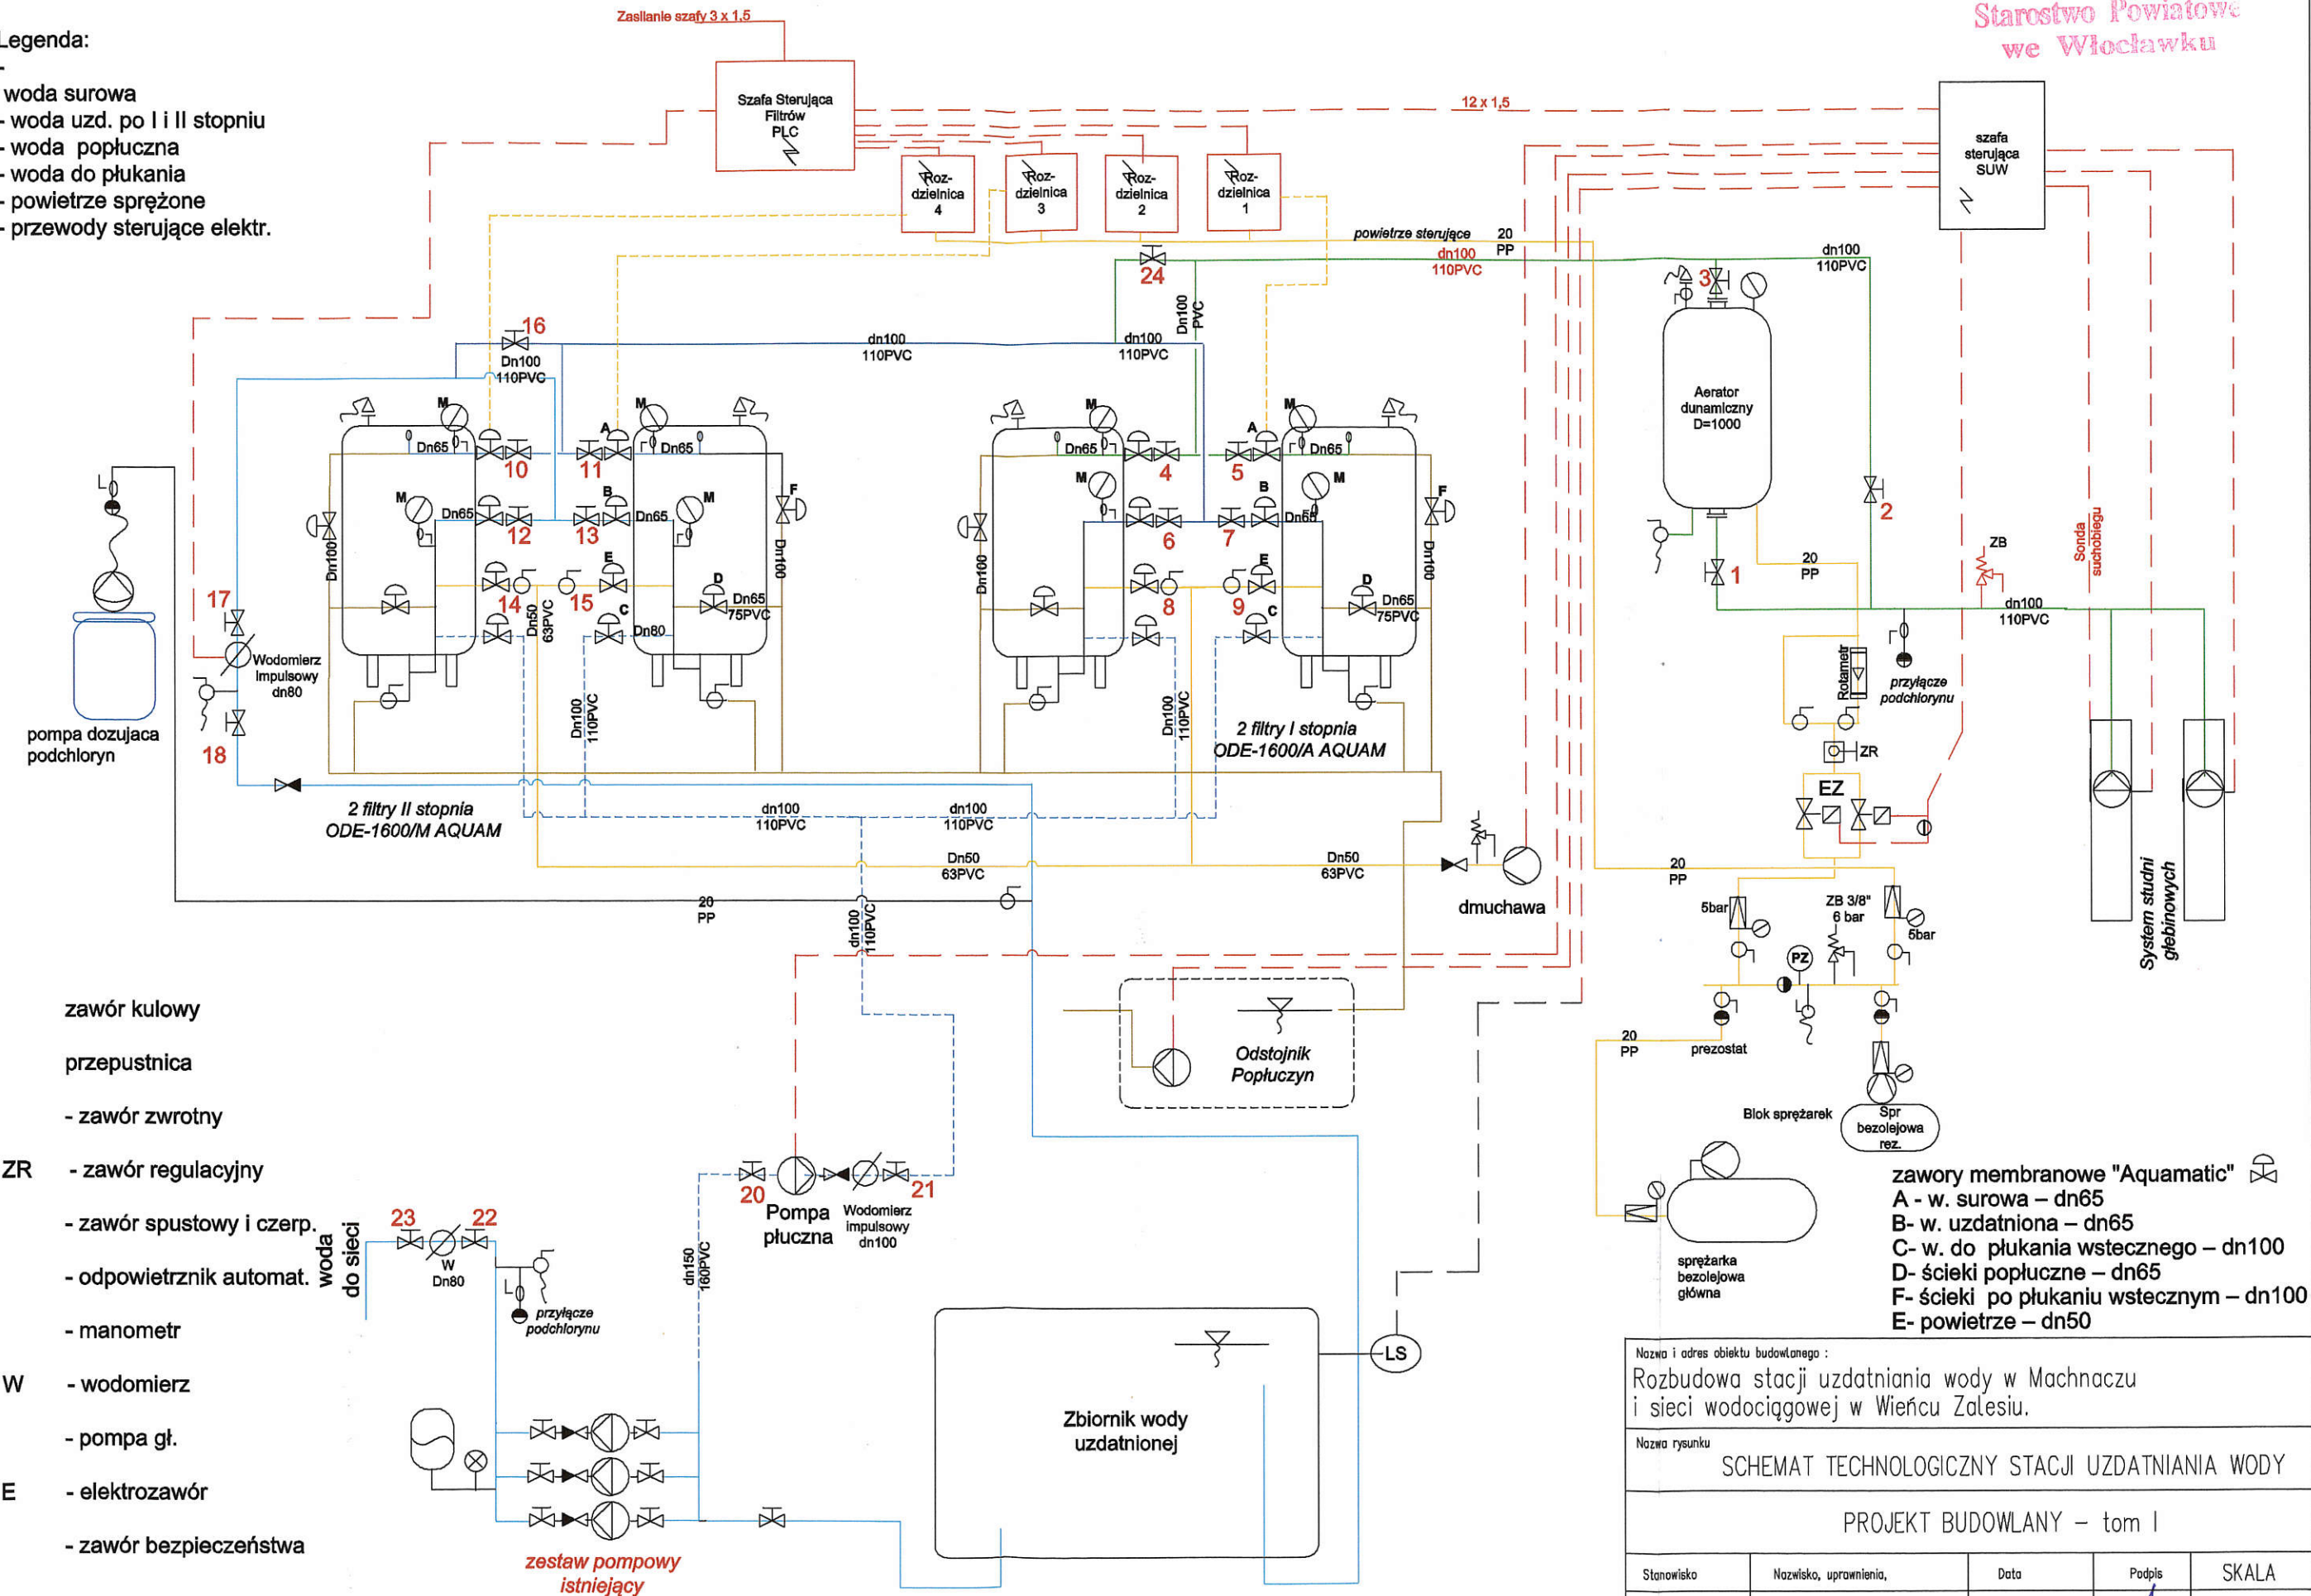 Starostwo Powiatowe
we Włocławku
Zasilanie szafy 3 x 1,5
Legenda:
-
woda surowa
- woda uzd. po I i II stopniu
- woda popłuczna
- woda do płukania
- powietrze sprężone
- przewody sterujące elektr.
Szafa Sterująca
Filtrów
PLC
12 x 1,5
szafa
sterująca
SUW
Roz-
dzielnica
4
Roz-
dzielnica
3
Roz-
dzielnica
2
Roz-
dzielnica
1
powietrze sterujące
20
PP
dn100
110PVC
24
Dn100
PVC
3
dn100
110PVC
16
Dn100
110PVC
dn100
110PVC
dn100
110PVC
Aerator
dunamiczny
D=1000
M
Dn65
10
A
11
M
Dn65
M
Dn65
4
A
5
M
Dn65
M
Dn65
12
B
13
Dn65
M
F
M
6
7
B
Dn65
M
F
2
Dn100
Dn100
Dn100
Dn100
14
Dn50
63PVC
15
E
C
Dn80
D
Dn65
75PVC
8
9
E
C
D
Dn65
75PVC
1
20
PP
ZB
Sonda
suchobiegu
dn100
110PVC
17
Wodomierz
Impulsowy
dn80
18
pompa dozujaca
podchloryn
Dn100
110PVC
Dn100
110PVC
2 filtry I stopnia
ODE-1600/A AQUAM
2 filtry II stopnia
ODE-1600/M AQUAM
Rotametr
przyłącze
podchlorynu
ZR
EZ
dn100
110PVC
dn100
110PVC
Dn50
63PVC
Dn50
63PVC
dmuchawa
20
PP
dn100
110PVC
20
PP
5bar
ZB 3/8"
6 bar
5bar
PZ
System studni
głebinowych
20
PP
prezostat
Blok sprężarek
Spr
bezolejowa
rez.
sprężarka
bezolejowa
główna
Odstojnik
Popłuczyn
zawór kulowy
przepustnica
- zawór zwrotny
ZR - zawór regulacyjny
- zawór spustowy i czerp.
- odpowietrznik automat.
- manometr
W - wodomierz
- pompa gł.
E - elektrozawór
- zawór bezpieczeństwa
woda
do sieci
23
22
W
Dn80
przyłącze
podchlorynu
20
Pompa
płuczna
21
Wodomierz
impulsowy
dn100
dn150
160PVC
zestaw pompowy
istniejący
Zbiornik wody
uzdatnionej
LS
zawory membranowe "Aquamatic"
A - w. surowa – dn65
B- w. uzdatniona – dn65
C- w. do płukania wstecznego – dn100
D- ścieki popłuczne – dn65
F- ścieki po płukaniu wstecznym – dn100
E- powietrze – dn50
Nazwa i adres obiektu budowlanego :
Rozbudowa stacji uzdatniania wody w Machnaczu
i sieci wodociągowej w Wieńcu Zalesiu.
Nazwa rysunku
SCHEMAT TECHNOLOGICZNY STACJI UZDATNIANIA WODY
PROJEKT BUDOWLANY – tom I
Stanowisko
Nazwisko, uprawnienia,
Data
Podpis
SKALA